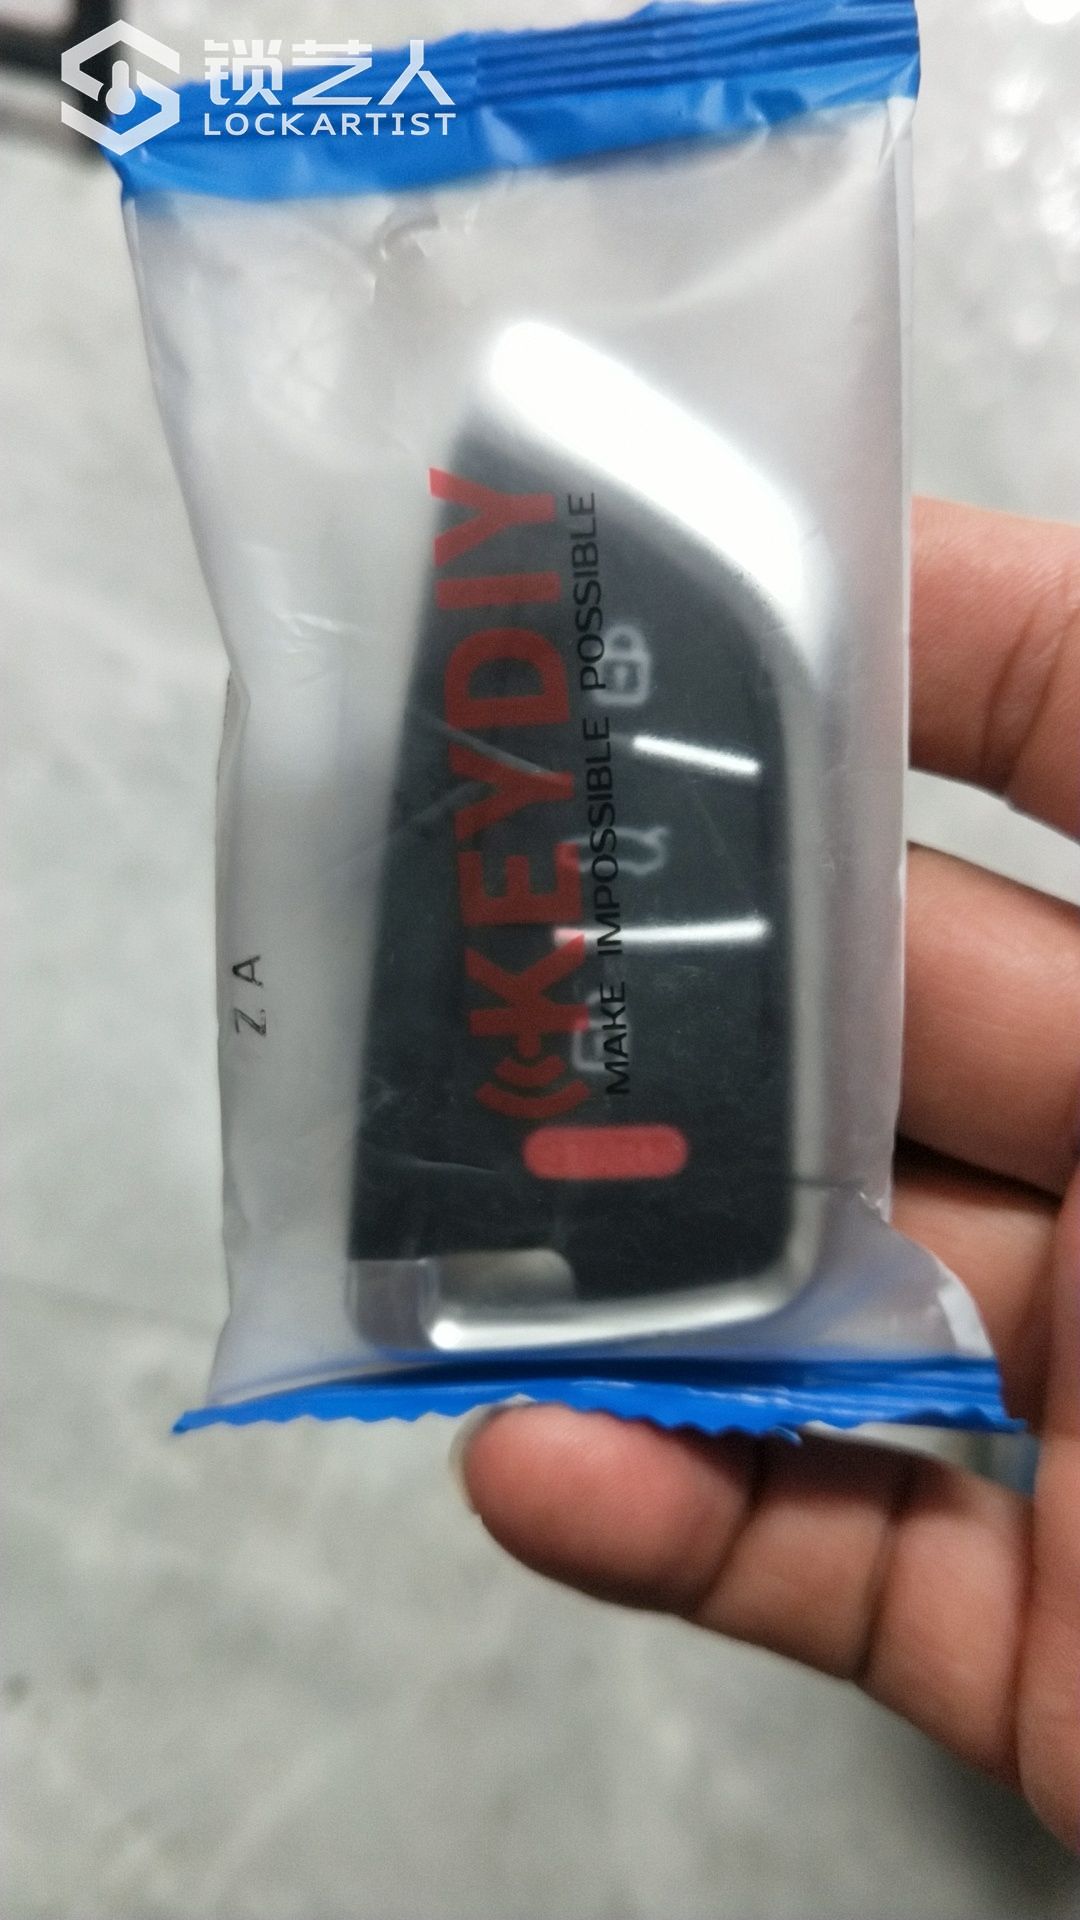 锁艺人
LOCKARTIST
KEYDIY
MAKE IMPOSSIBLE POSSIBLE
ZA